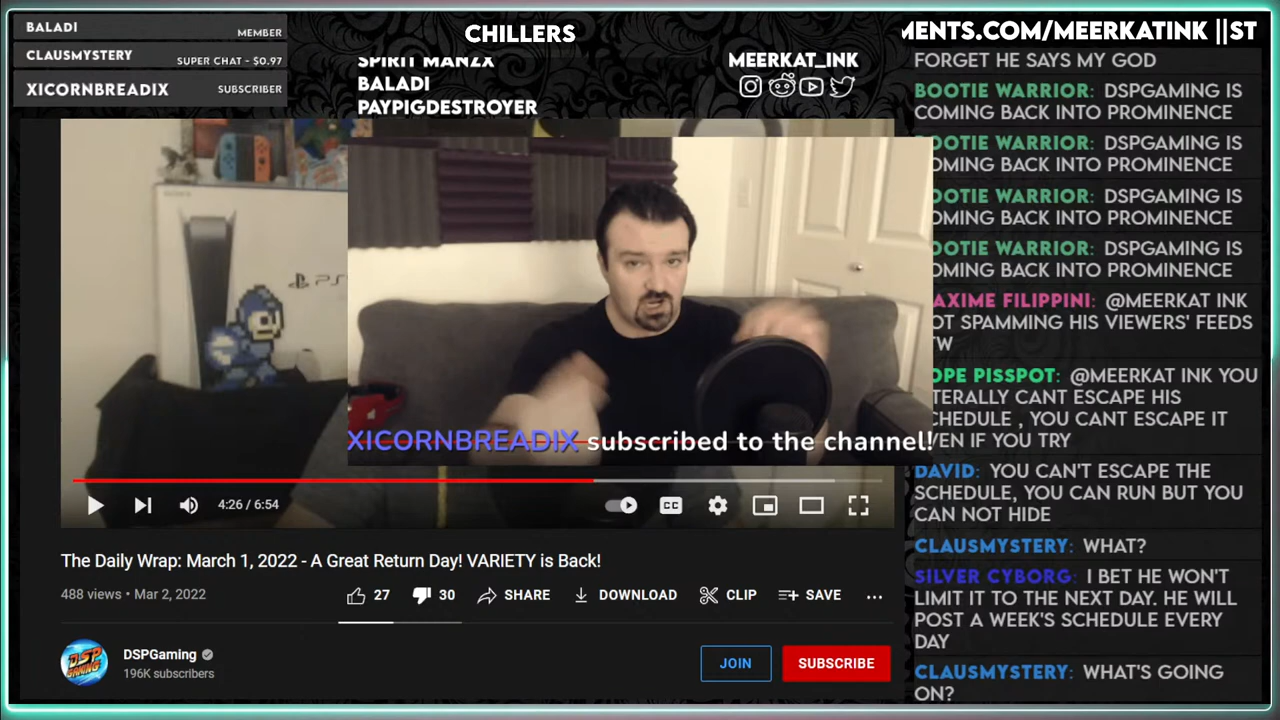 BALADI
MEMBER
CLAUSMYSTERY
SUPER CHAT - $0.97
XICORNBREADIX
SUBSCRIBER
CHILLERS
SPIRIT MANZX
BALADI
PAYPIGDESTROYER
MEERKAT_INK
MENTS.COM/MEERKATINK ||ST
FORGET HE SAYS MY GOD
BOOTIE WARRIOR: DSPGAMING IS
COMING BACK INTO PROMINENCE
BOOTIE WARRIOR: DSPGAMING IS
OMING BACK INTO PROMINENCE
OOTIE WARRIOR: DSPGAMING IS
OMING BACK INTO PROMINENCE
OOTIE WARRIOR: DSPGAMING IS
OMING BACK INTO PROMINENCE
AXIME FILIPPINI: @MEERKAT INK
OT SPAMMING HIS VIEWERS' FEEDS
TW
OPE PISSPOT: @MEERKAT INK YOU
ITERALLY CANT ESCAPE HIS
CHEDULE , YOU CANT ESCAPE IT
VEN IF YOU TRY
DAVID: YOU CAN'T ESCAPE THE
SCHEDULE, YOU CAN RUN BUT YOU
CAN NOT HIDE
CLAUSMYSTERY: WHAT?
SILVER CYBORG: I BET HE WON'T
LIMIT IT TO THE NEXT DAY. HE WILL
POST A WEEK'S SCHEDULE EVERY
DAY
CLAUSMYSTERY: WHAT'S GOING
ON?
XICORNBREADIX subscribed to the channel!
4:26 / 6:54
CC
The Daily Wrap: March 1, 2022 - A Great Return Day! VARIETY is Back!
488 views • Mar 2, 2022
27
30
SHARE
DOWNLOAD
CLIP
SAVE
DSP GAMING
DSPGaming
196K subscribers
JOIN
SUBSCRIBE